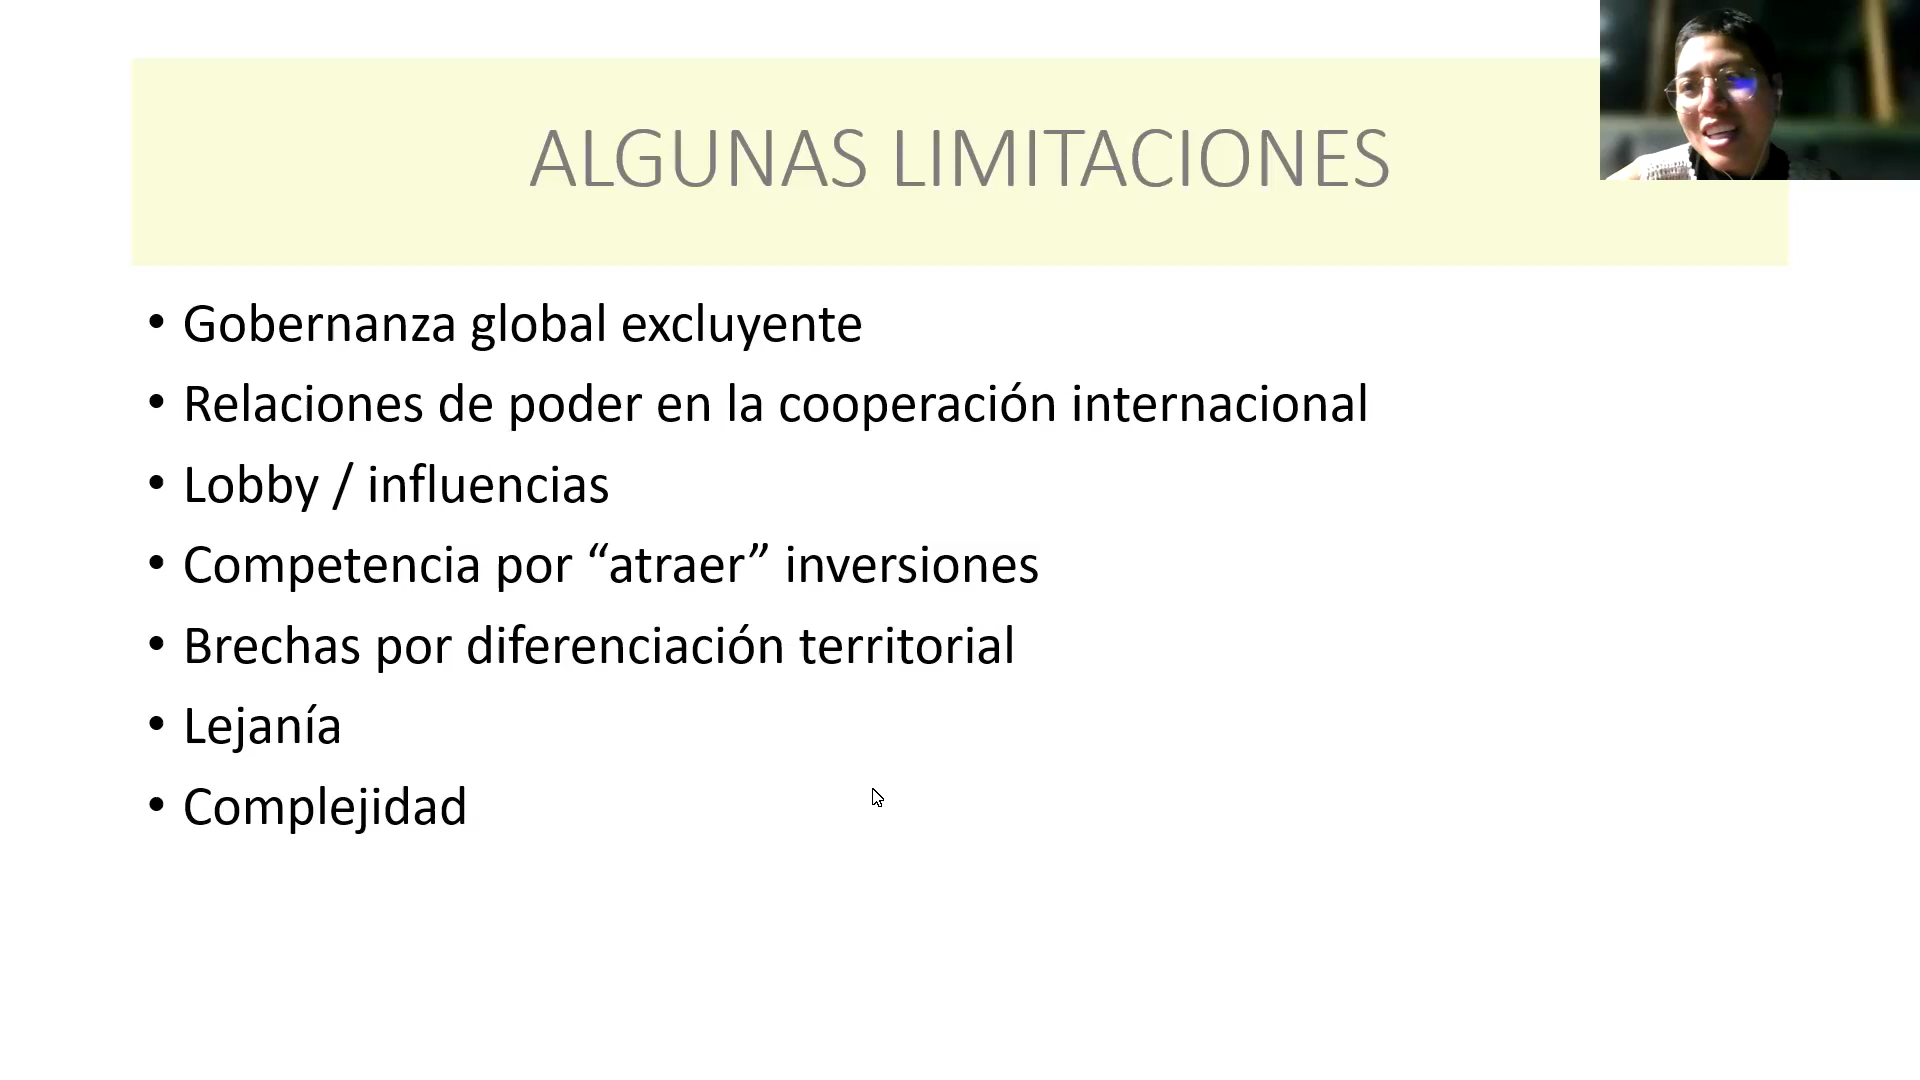 ALGUNAS LIMITACIONES
• Gobernanza global excluyente
• Relaciones de poder en la cooperación internacional
• Lobby / influencias
• Competencia por “atraer” inversiones
• Brechas por diferenciación territorial
• Lejanía
• Complejidad